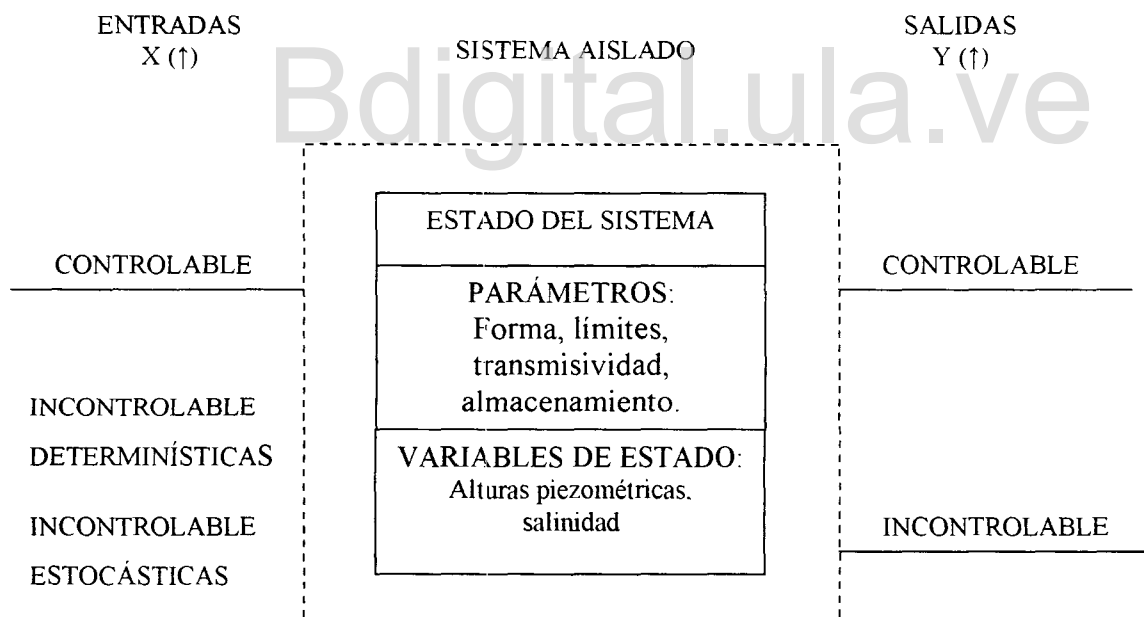 ENTRADAS
X (↑)
SISTEMA AISLADO
SALIDAS
Y (↑)
Bdigital.ula.ve
ESTADO DEL SISTEMA
CONTROLABLE
CONTROLABLE
PARÁMETROS:
Forma, límites,
transmisividad,
almacenamiento.
INCONTROLABLE
DETERMINÍSTICAS
VARIABLES DE ESTADO:
Alturas piezométricas.
salinidad
INCONTROLABLE
ESTOCÁSTICAS
INCONTROLABLE